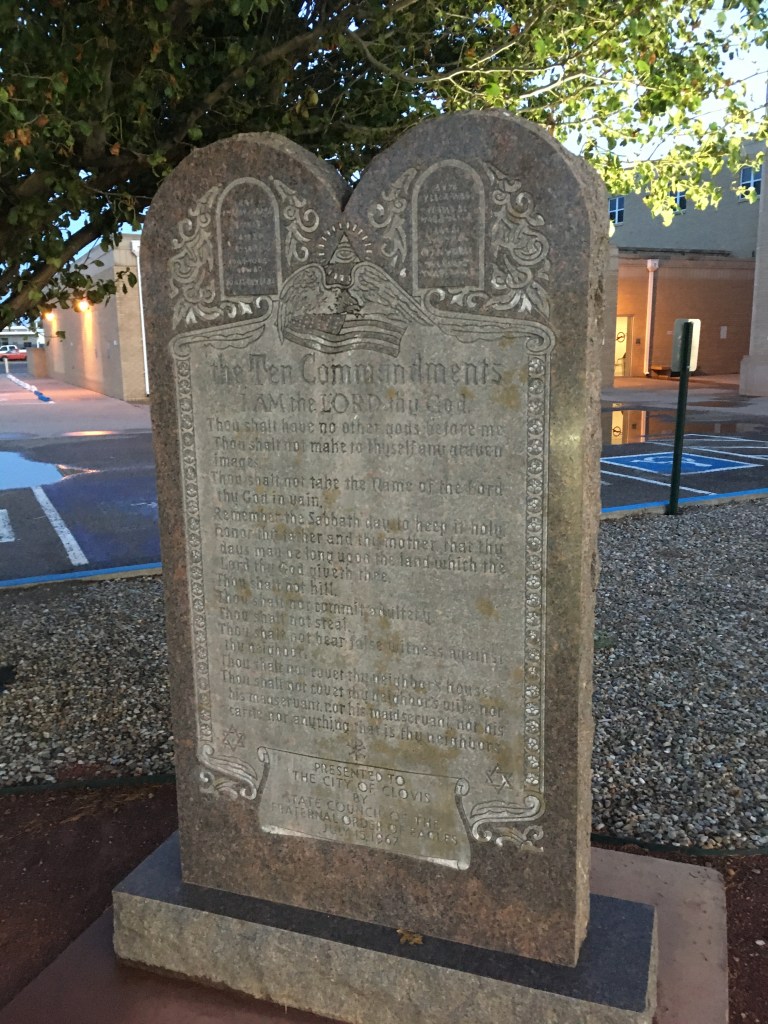 the Ten Commandments
I AM the LORD thy God.
Thou shalt have no other gods before me.
Thou shalt not make to thyself any graven
images.
Thou shalt not take the Name of the Lord
thy God in vain.
Remember the Sabbath day, to keep it holy.
Honor thy father and thy mother, that thy
days may be long upon the land which the
Lord thy God giveth thee.
Thou shalt not kill.
Thou shalt not commit adultery.
Thou shalt not steal.
Thou shalt not bear false witness against
thy neighbor.
Thou shalt not covet thy neighbor's house.
Thou shalt not covet thy neighbor's wife, nor
his manservant, nor his maidservant, nor his
cattle, nor anything that is thy neighbor's.
PRESENTED TO
THE CITY OF CLOVIS
BY
STATE COUNCIL OF THE
FRATERNAL ORDER OF EAGLES